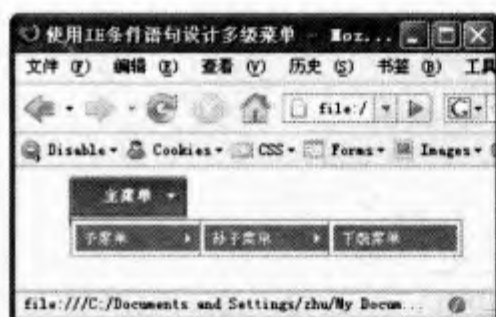 使用IE条件语句设计多级菜单 - Moz...
文件 (F) 编辑 (E) 查看 (V) 历史 (S) 书签 (B) 工具
file:/ G
Disable Cookies CSS Forms Images
主菜单
子菜单 孙子菜单 下级菜单
file:///C:/Documents and Settings/zhu/My Docum...